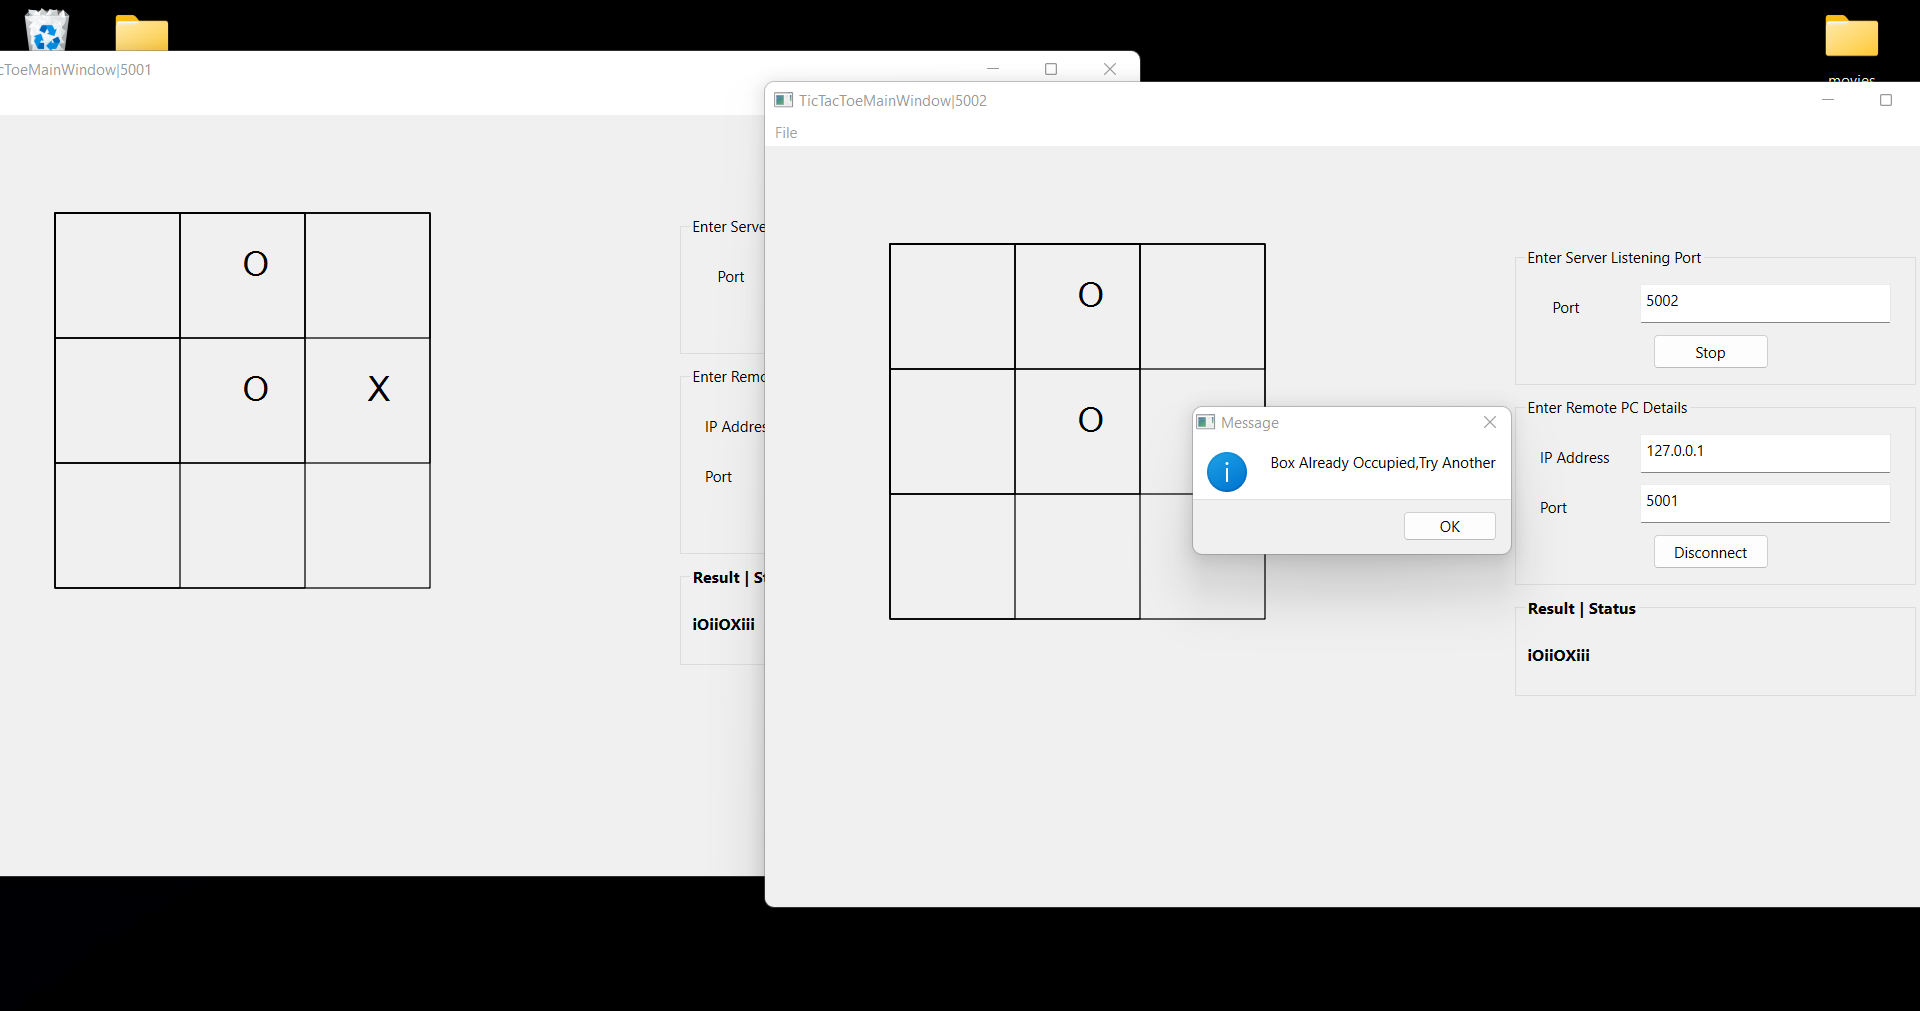 movies
cToeMainWindow|5001
O
O X
Enter Serve
Port
Enter Remo
IP Addres
Port
Result | St
iOiiOXiii
TicTacToeMainWindow|5002
File
O
O
Message
i
Box Already Occupied,Try Another
OK
Enter Server Listening Port
Port 5002
Stop
Enter Remote PC Details
IP Address 127.0.0.1
Port 5001
Disconnect
Result | Status
iOiiOXiii